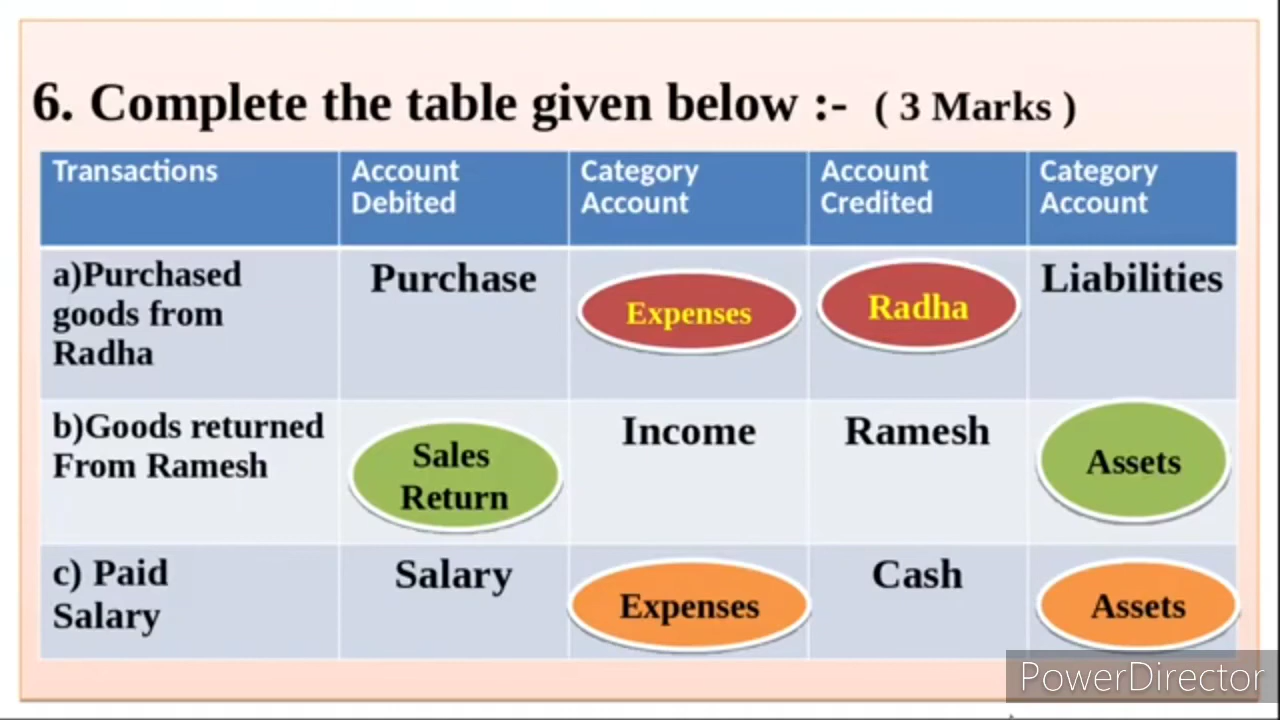 6. Complete the table given below :- ( 3 Marks )
Transactions Account Debited Category Account Account Credited Category Account
a)Purchased goods from Radha Purchase Expenses Radha Liabilities
b)Goods returned From Ramesh Sales Return Income Ramesh Assets
c) Paid Salary Salary Expenses Cash Assets
PowerDirector